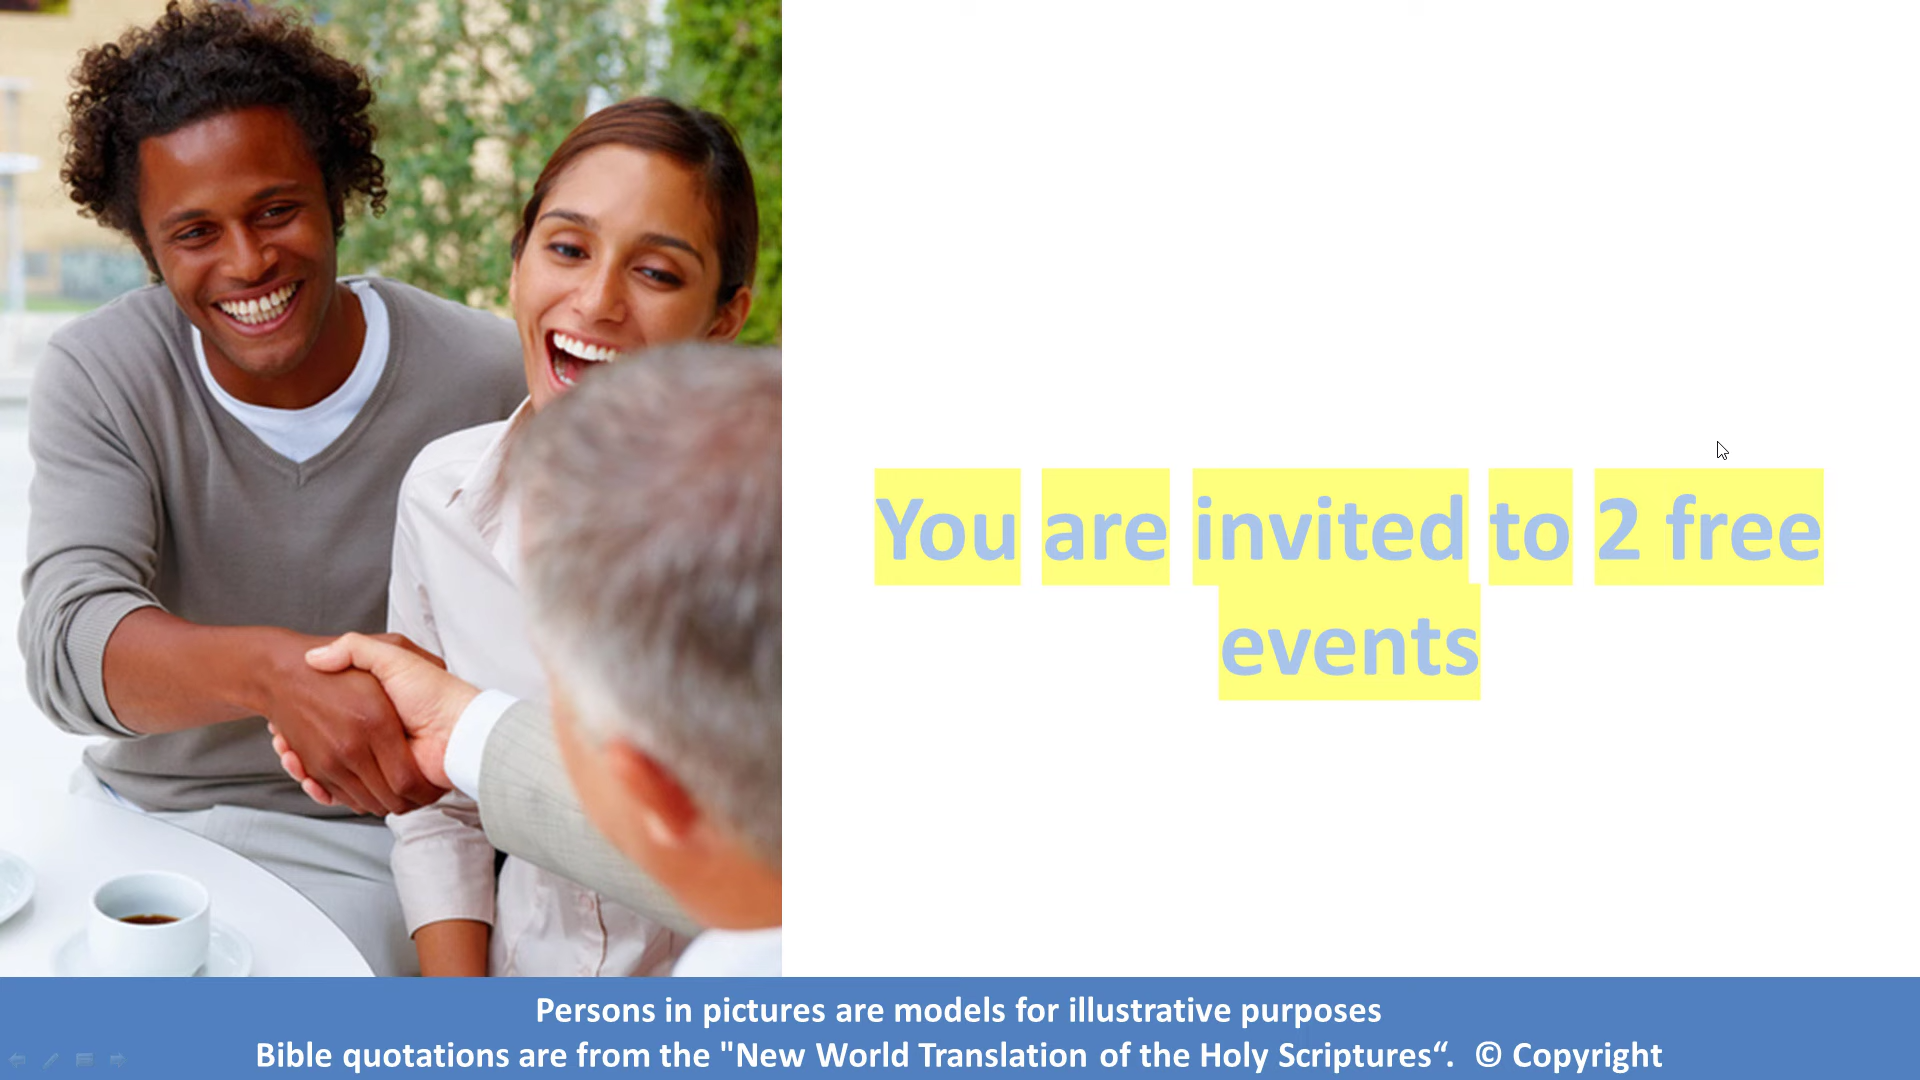 You are invited to 2 free
events
Persons in pictures are models for illustrative purposes
Bible quotations are from the "New World Translation of the Holy Scriptures“.  © Copyright